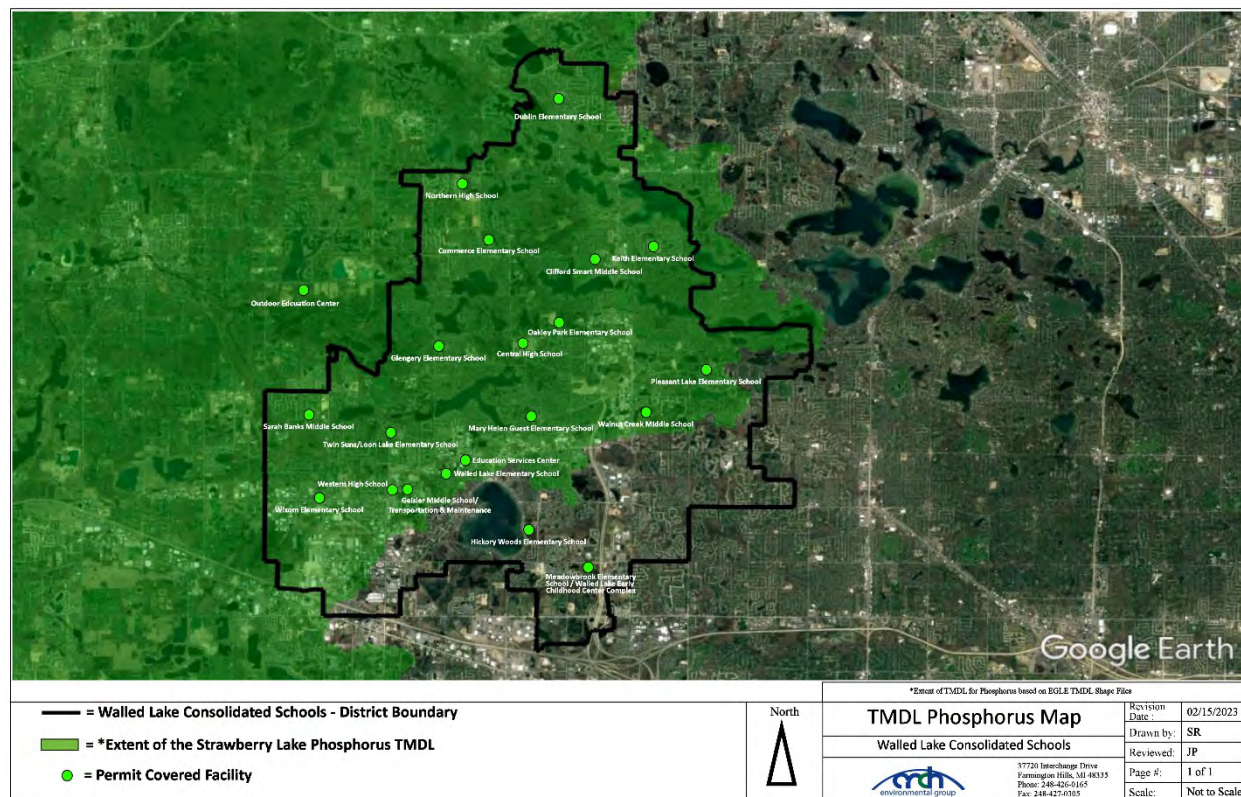 Dublin Elementary School
Northern High School
Commerce Elementary School
Keith Elementary School
Clifford Smart Middle School
Outdoor Edcuation Center
Oakley Park Elementary School
Central High School
Glengary Elementary School
Pleasant Lake Elementary School
Sarah Banks Middle School
Mary Helen Guest Elementary School
Walnut Creek Middle School
Twin Suns/Loon Lake Elementary School
Education Services Center
Walled Lake Elementary School
Western High School
Geisler Middle School/
Transportation & Maintenance
Wixom Elementary School
Hickory Woods Elementary School
Meadowbrook Elementary
School / Walled Lake Early
Childhood Center Complex
Google Earth
*Extent of TMDL for Phosphorus based on EGLE TMDL Shape Files
= Walled Lake Consolidated Schools - District Boundary
= *Extent of the Strawberry Lake Phosphorus TMDL
= Permit Covered Facility
North
TMDL Phosphorus Map
Walled Lake Consolidated Schools
environmental group
37720 Interchange Drive
Farmington Hills, MI 48335
Phone: 248-426-0165
Fax: 248-427-0305
Revision Date : 02/15/2023
Drawn by: SR
Reviewed: JP
Page #: 1 of 1
Scale: Not to Scale